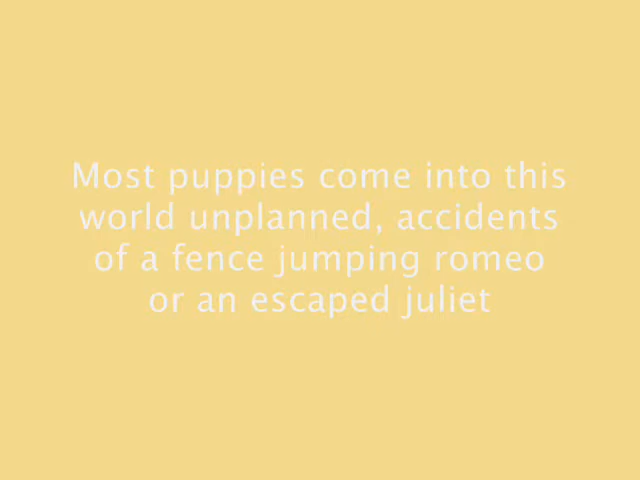 Most puppies come into this
world unplanned, accidents
of a fence jumping romeo
or an escaped juliet